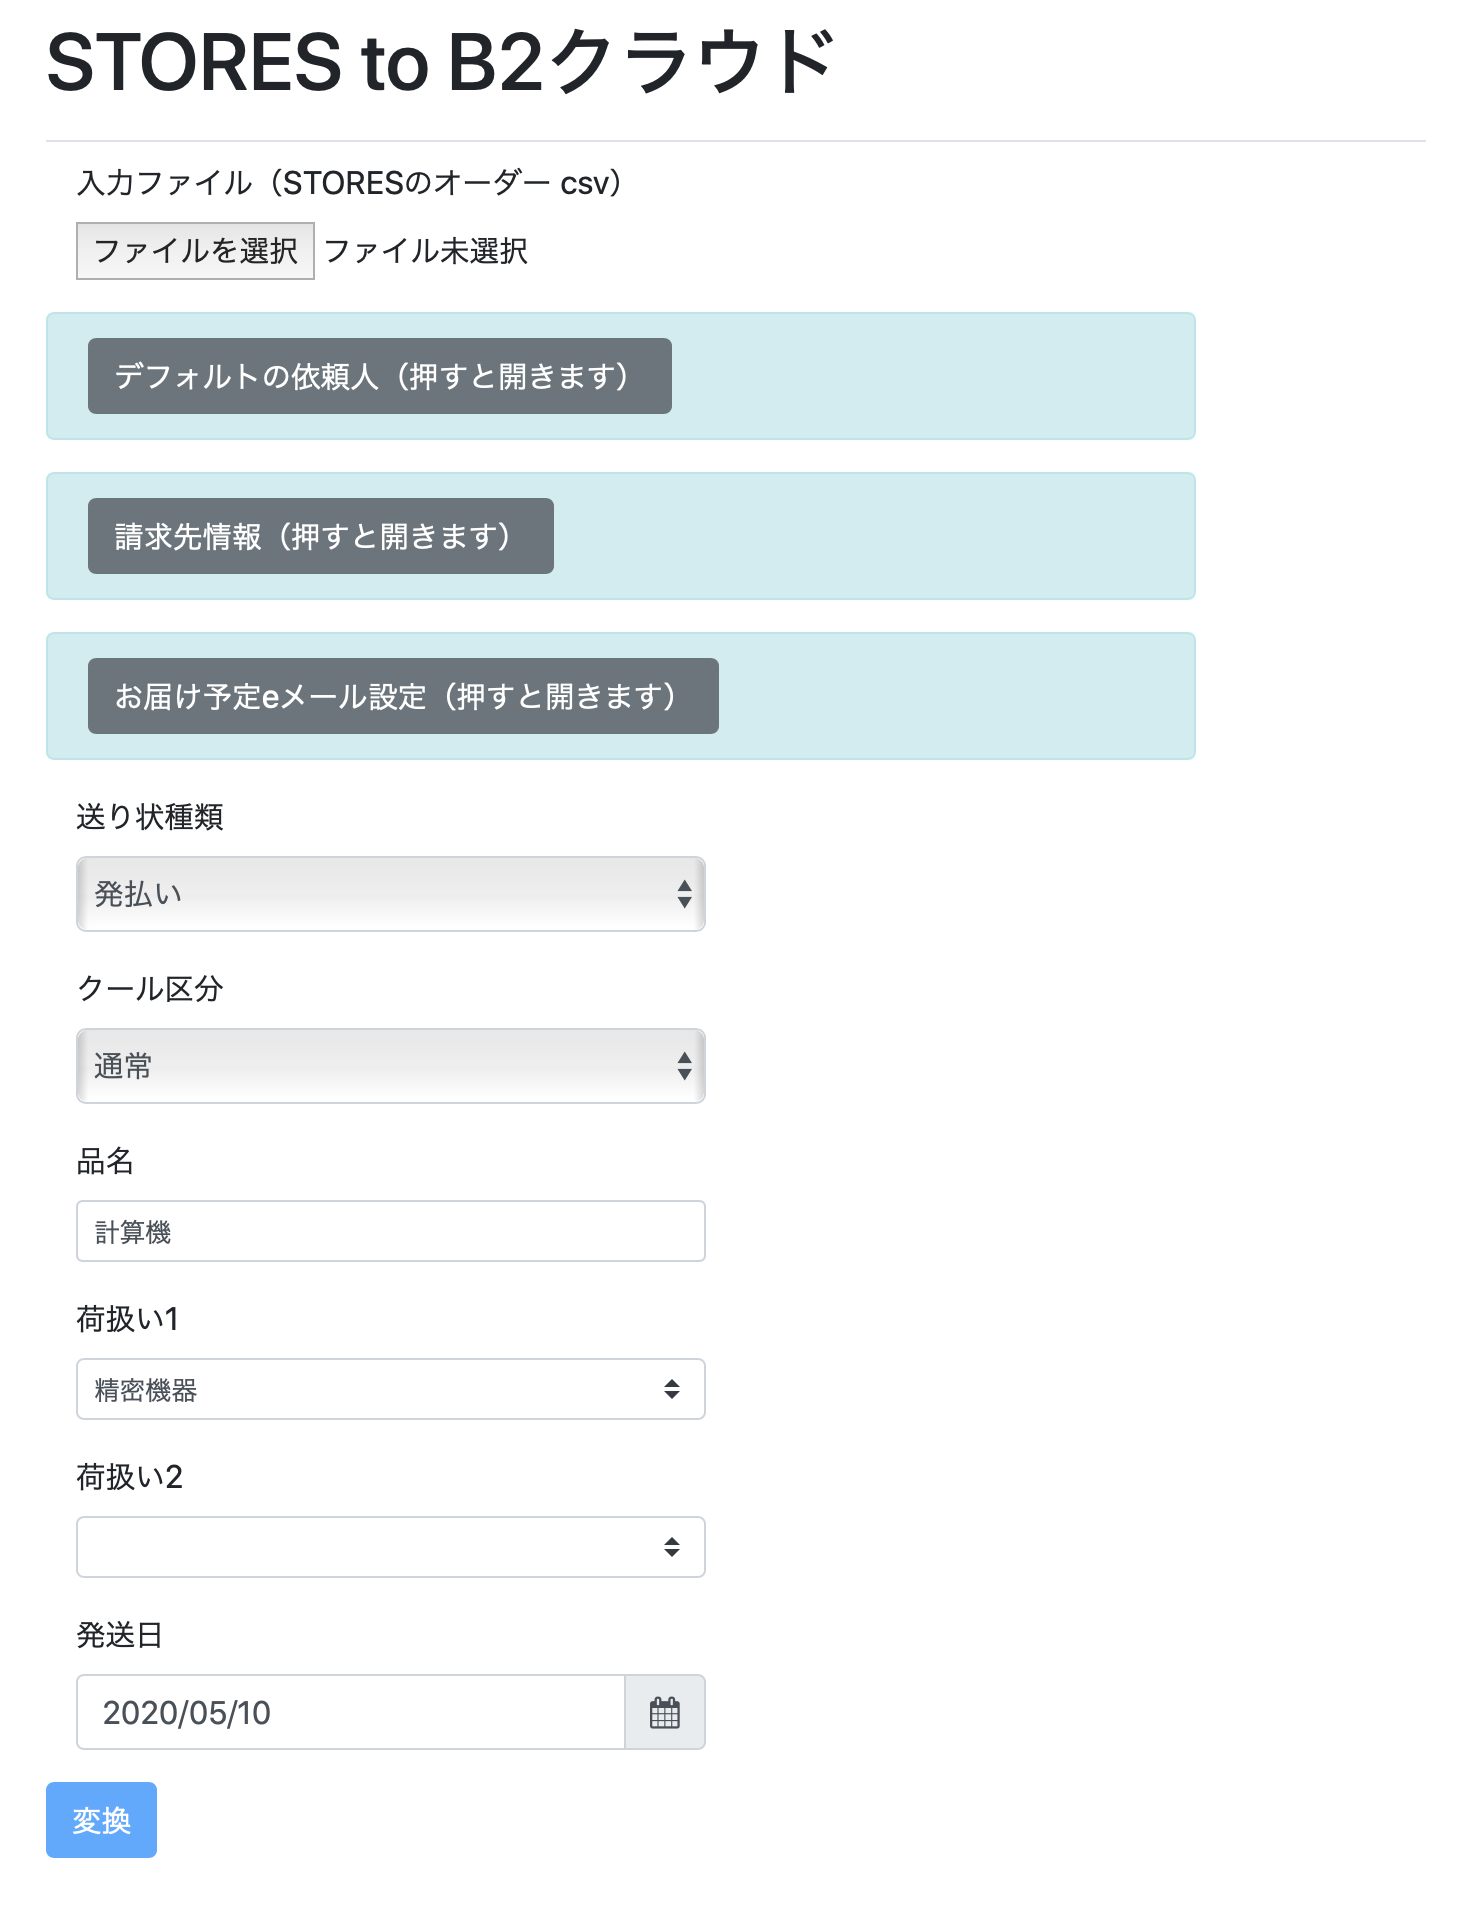 STORES to B2クラウド
入力ファイル（STORESのオーダー csv）
ファイルを選択 ファイル未選択
デフォルトの依頼人（押すと開きます）
請求先情報（押すと開きます）
お届け予定eメール設定（押すと開きます）
送り状種類
発払い
クール区分
通常
品名
計算機
荷扱い1
精密機器
荷扱い2
発送日
2020/05/10
変換